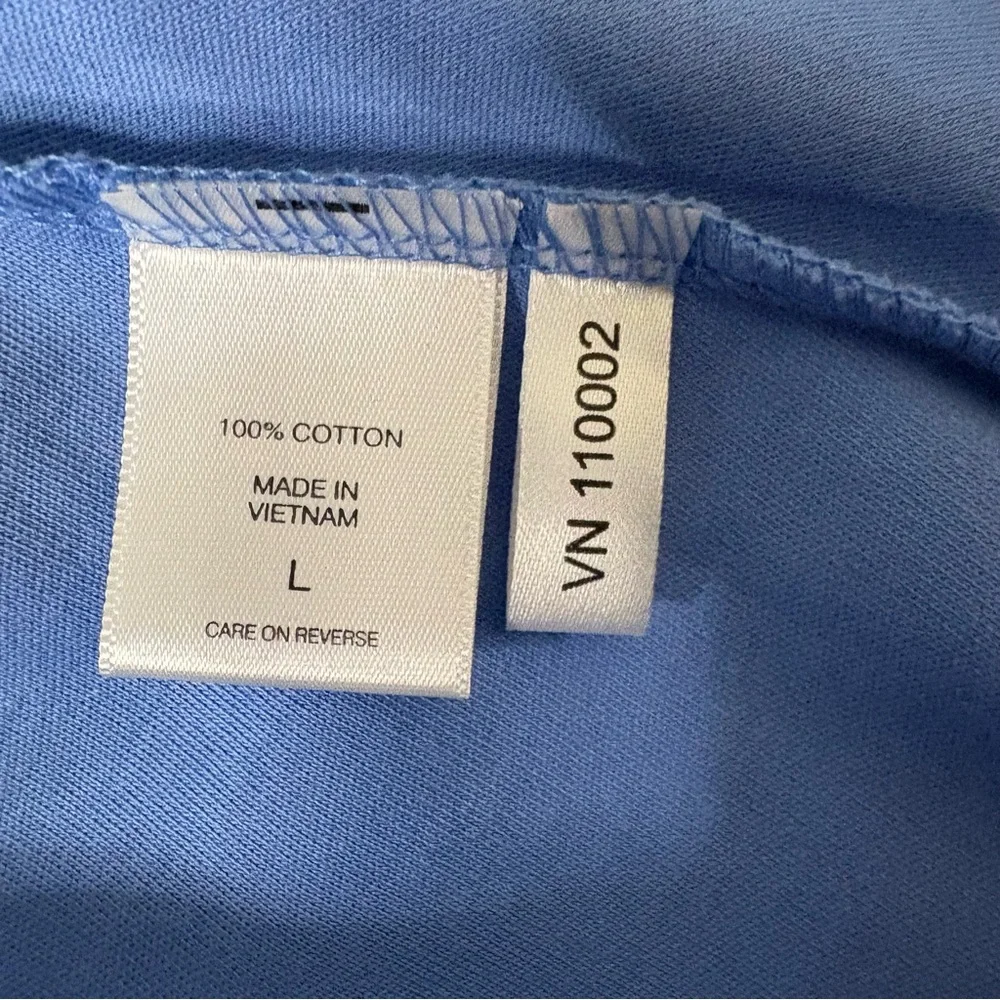 100% COTTON
MADE IN
VIETNAM
L
CARE ON REVERSE
VN 110002